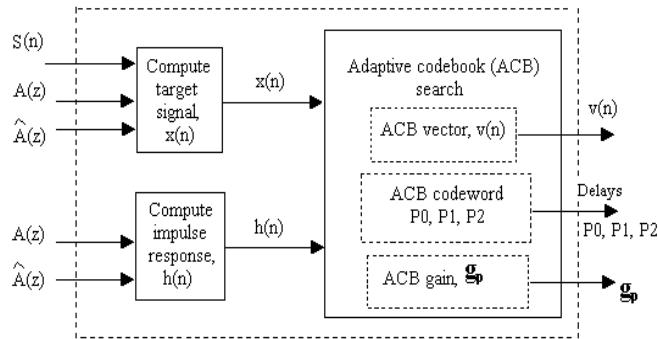 S(n)
A(z)
Â(z)
Compute
target
signal,
x(n)
x(n)
A(z)
Â(z)
Compute
impulse
response,
h(n)
h(n)
Adaptive codebook (ACB)
search
ACB vector, v(n)
ACB codeword
P0, P1, P2
ACB gain, gp
v(n)
Delays
P0, P1, P2
gp